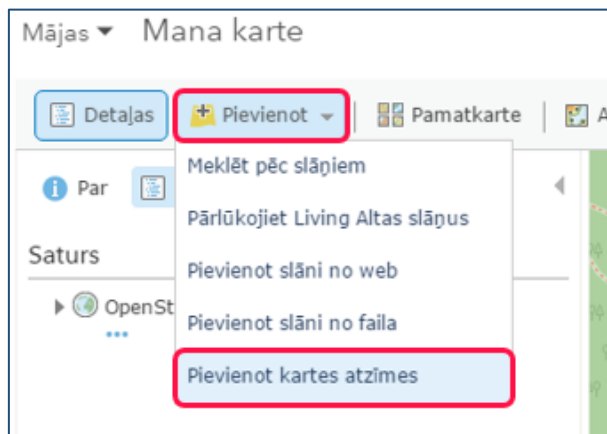 Mājas Mana karte
Detaļas Pievienot Pamatkarte A
Meklēt pēc slāņiem
Par
Pārlūkojiet Living Altas slāņus
Saturs
Pievienot slāni no web
OpenSt
Pievienot slāni no faila
Pievienot kartes atzīmes